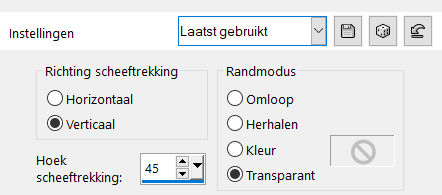 Instellingen
Laatst gebruikt
Richting scheeftrekking
Horizontaal
Verticaal
Hoek
scheeftrekking:
45
Randmodus
Omloop
Herhalen
Kleur
Transparant